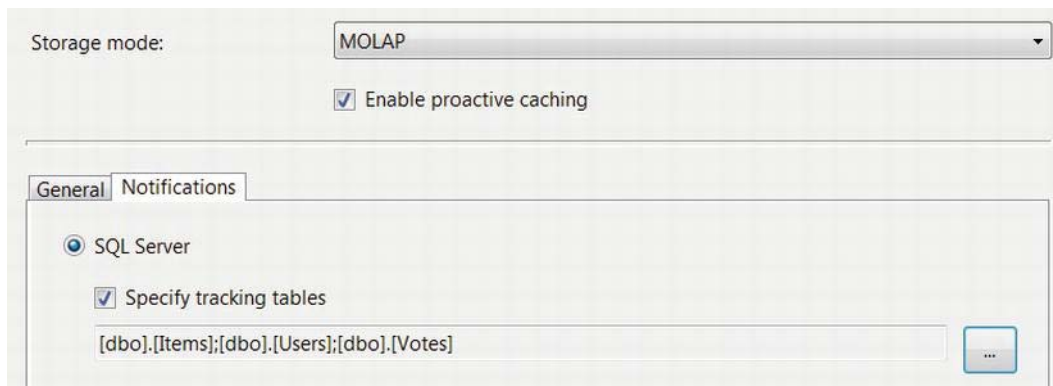 Storage mode:
MOLAP
Enable proactive caching
General
Notifications
SQL Server
Specify tracking tables
[dbo].[Items];[dbo].[Users];[dbo].[Votes]
...